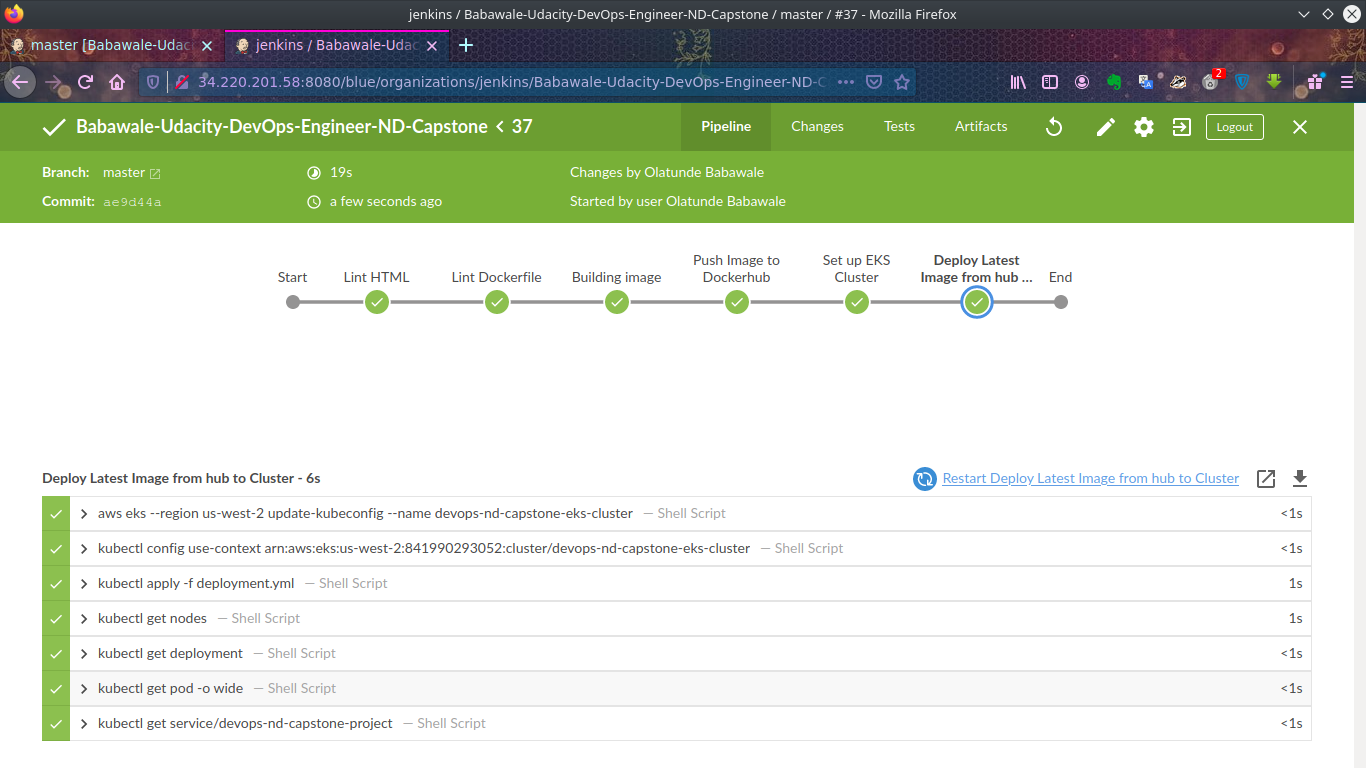 jenkins / Babawale-Udacity-DevOps-Engineer-ND-Capstone / master / #37 - Mozilla Firefox
master [Babawale-Udac
jenkins / Babawale-Udac
34.220.201.58:8080/blue/organizations/jenkins/Babawale-Udacity-DevOps-Engineer-ND-C
2
Babawale-Udacity-DevOps-Engineer-ND-Capstone < 37
Pipeline
Changes
Tests
Artifacts
Logout
Branch: master
19s
Changes by Olatunde Babawale
Commit: ae9d44a
a few seconds ago
Started by user Olatunde Babawale
Start
Lint HTML
Lint Dockerfile
Building image
Push Image to
Dockerhub
Set up EKS
Cluster
Deploy Latest
Image from hub ...
End
Deploy Latest Image from hub to Cluster - 6s
Restart Deploy Latest Image from hub to Cluster
aws eks --region us-west-2 update-kubeconfig --name devops-nd-capstone-eks-cluster — Shell Script <1s
kubectl config use-context arn:aws:eks:us-west-2:841990293052:cluster/devops-nd-capstone-eks-cluster — Shell Script <1s
kubectl apply -f deployment.yml — Shell Script 1s
kubectl get nodes — Shell Script 1s
kubectl get deployment — Shell Script <1s
kubectl get pod -o wide — Shell Script <1s
kubectl get service/devops-nd-capstone-project — Shell Script <1s